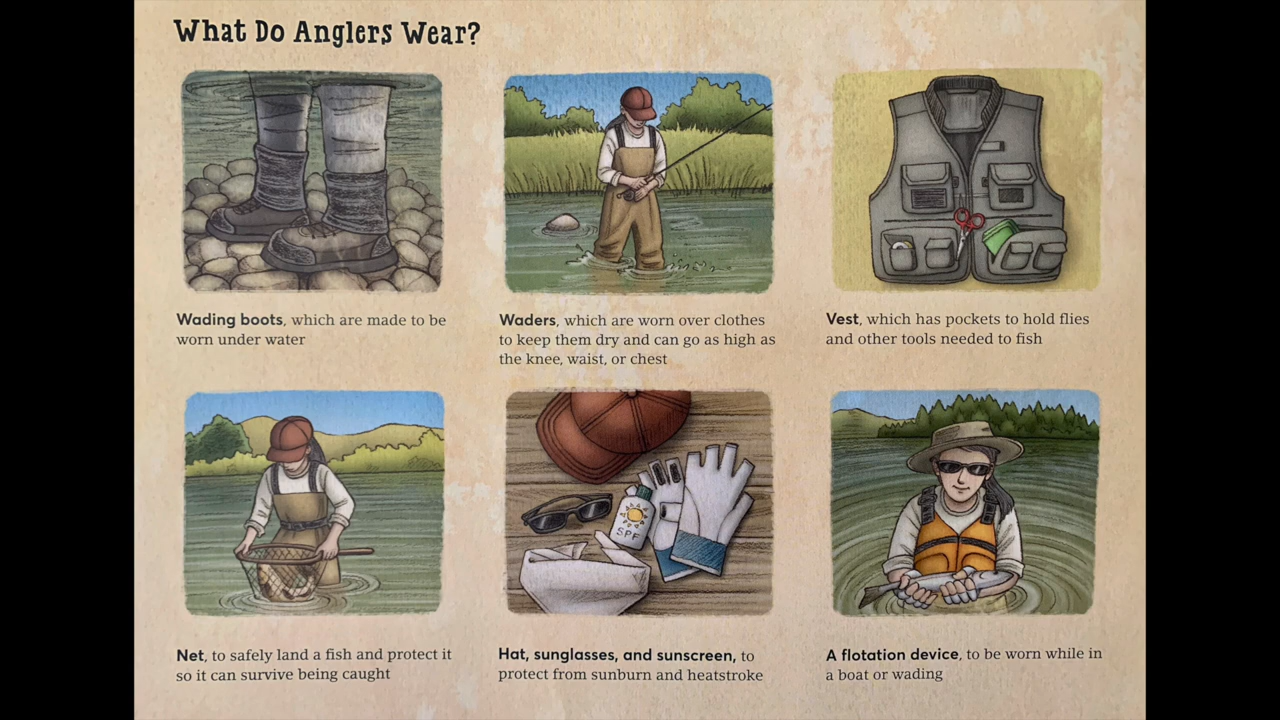 What Do Anglers Wear?
Wading boots, which are made to be
worn under water
Waders, which are worn over clothes
to keep them dry and can go as high as
the knee, waist, or chest
Vest, which has pockets to hold flies
and other tools needed to fish
SPF
Net, to safely land a fish and protect it
so it can survive being caught
Hat, sunglasses, and sunscreen, to
protect from sunburn and heatstroke
A flotation device, to be worn while in
a boat or wading